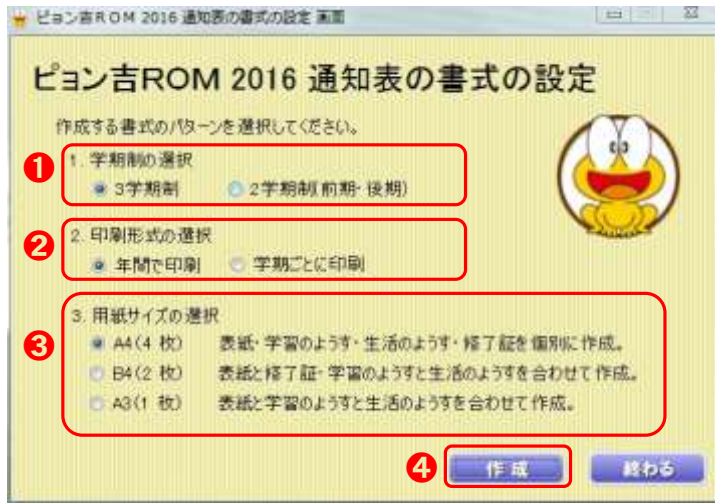 ピョン吉ROM 2016 通知表の書式の設定 画面
ピョン吉ROM 2016 通知表の書式の設定
作成する書式のパターンを選択してください。
❶
1. 学期制の選択
3学期制 2学期制(前期・後期)
❷
2. 印刷形式の選択
年間で印刷 学期ごとに印刷
3. 用紙サイズの選択
❸
A4(4 枚) 表紙・学習のようす・生活のようす・修了証を個別に作成。
B4(2 枚) 表紙と修了証・学習のようすと生活のようすを合わせて作成。
A3(1 枚) 表紙と学習のようすと生活のようすを合わせて作成。
❹ 作成 終わる